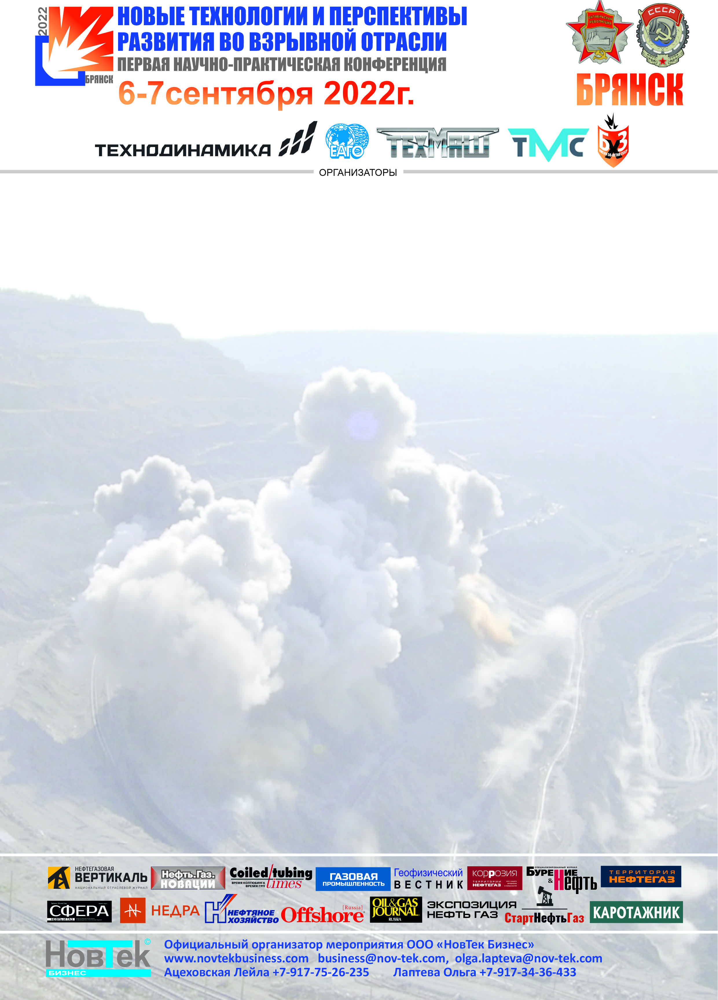 2022
НОВЫЕ ТЕХНОЛОГИИ И ПЕРСПЕКТИВЫ
РАЗВИТИЯ ВО ВЗРЫВНОЙ ОТРАСЛИ
ПЕРВАЯ НАУЧНО-ПРАКТИЧЕСКАЯ КОНФЕРЕНЦИЯ
БРЯНСК
6-7сентября 2022г.
ОКТЯБРЬСКАЯ
РЕВОЛЮЦИЯ
СССР
БРЯНСК
ТЕХНОДИНАМИКА
ЕАГО
ТЕХМАШ
ТМС
БХЗ
ИМЕНИ 50-ЛЕТИЯ СССР
ОРГАНИЗАТОРЫ
НЕФТЕГАЗОВАЯ
ВЕРТИКАЛЬ
НАЦИОНАЛЬНЫЙ ОТРАСЛЕВОЙ ЖУРНАЛ
Нефть.Газ.
НОВАЦИИ
Coiled tubing
times
ВРЕМЯ КОЛТЮБИНГА
ВРЕМЯ ГРП
ГАЗОВАЯ
ПРОМЫШЛЕННОСТЬ
Геофизический
ВЕСТНИК
КОРРОЗИЯ
ТЕРРИТОРИИ
НЕФТЕГАЗ
СПЕЦИАЛИЗИРОВАННЫЙ ЖУРНАЛ
БУРЕНИЕ
& Нефть
ТЕРРИТОРИЯ
НЕФТЕГАЗ
СФЕРА
НЕФТЬ И ГАЗ
НЕДРА
НЕФТЯНОЕ
ХОЗЯЙСТВО
[Russia]
Offshore
OIL&GAS
JOURNAL
RUSSIA
ЭКСПОЗИЦИЯ
НЕФТЬ ГАЗ
СтартНефтьГаз
КАРОТАЖНИК
НовТек ©
БИЗНЕС
Официальный организатор мероприятия ООО «НовТек Бизнес»
www.novtekbusiness.com business@nov-tek.com, olga.lapteva@nov-tek.com
Ацеховская Лейла +7-917-75-26-235 Лаптева Ольга +7-917-34-36-433